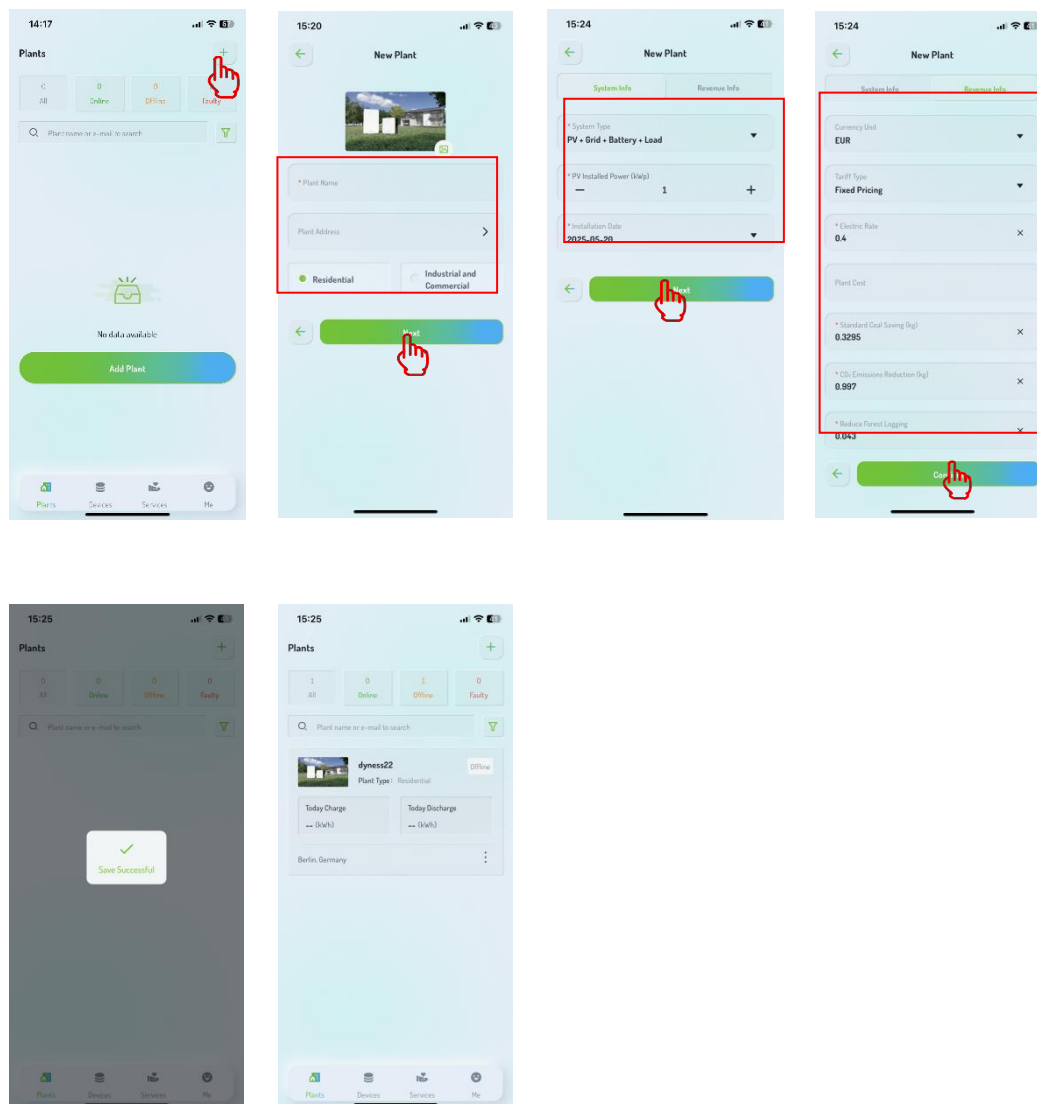 14:17
Plants
+
0 0 0
All Online Offline Faulty
Plant name or e-mail to search
No data available
Add Plant
Plants Devices Services Me
15:20
New Plant
* Plant Name
Plant Address
Residential
Industrial and
Commercial
Next
15:24
New Plant
System Info Revenue Info
* System Type
PV + Grid + Battery + Load
* PV Installed Power (kWp)
— 1 +
* Installation Date
2025-05-20
Next
15:24
New Plant
System Info Revenue Info
Currency Unit
EUR
Tariff Type
Fixed Pricing
* Electric Rate
0.4
Plant Cost
* Standard Coal Saving (kg)
0.3295
* CO₂ Emissions Reduction (kg)
0.997
* Reduce Forest Logging
0.043
15:25
Plants
+
0 0 0 0
All Online Offline Faulty
Plant name or e-mail to search
Save Successful
Plants Devices Services Me
15:25
Plants
+
1 0 1 0
All Online Offline Faulty
Plant name or e-mail to search
dyness22
Offline
Plant Type: Residential
Today Charge Today Discharge
-- (kWh) -- (kWh)
Berlin, Germany
Plants Devices Services Me